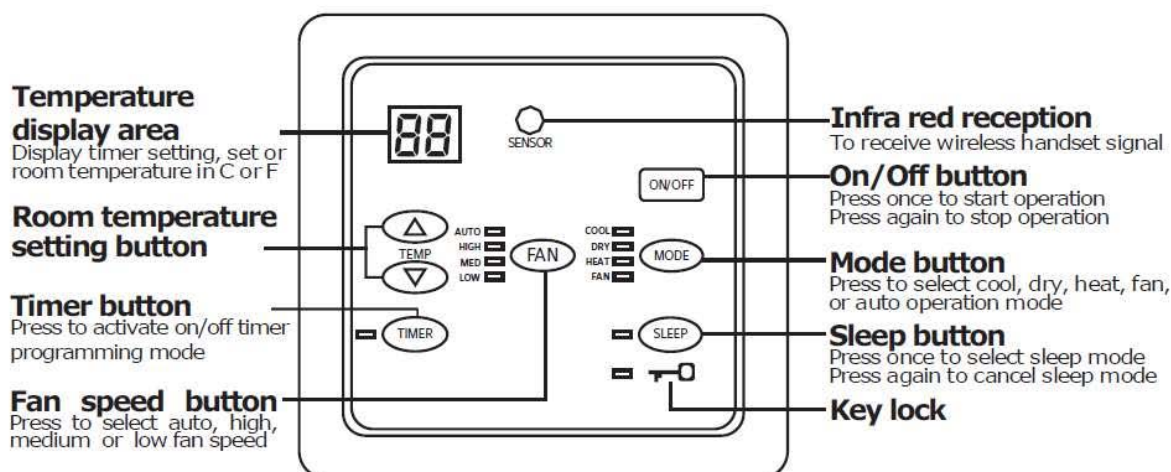 Temperature
display area
Display timer setting, set or
room temperature in C or F
Room temperature
setting button
Timer button
Press to activate on/off timer
programming mode
Fan speed button
Press to select auto, high,
medium or low fan speed
88
SENSOR
ON/OFF
TEMP
AUTO
HIGH
MED
LOW
FAN
COOL
DRY
HEAT
FAN
MODE
TIMER
SLEEP
Infra red reception
To receive wireless handset signal
On/Off button
Press once to start operation
Press again to stop operation
Mode button
Press to select cool, dry, heat, fan,
or auto operation mode
Sleep button
Press once to select sleep mode
Press again to cancel sleep mode
Key lock